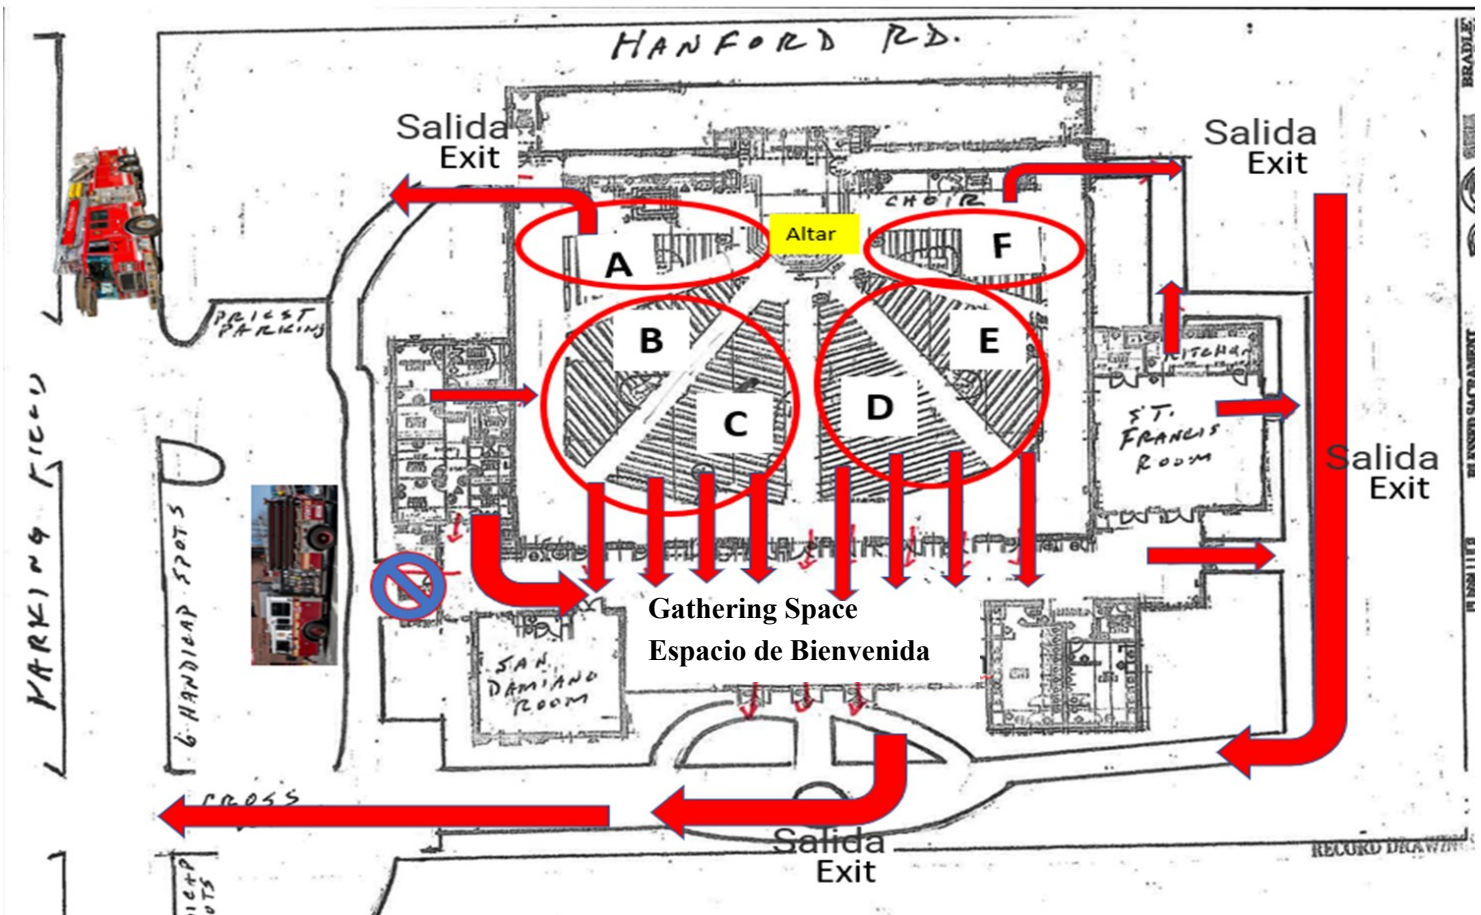 HANFORD RD.
Salida
Exit
Salida
Exit
CHOIR
Altar
A
F
PRIEST
PARKING
B
E
KITCHEN
C
D
ST.
FRANCIS
ROOM
Salida
Exit
PARKING FIELD
6 HANDICAP SPOTS
Gathering Space
Espacio de Bienvenida
SAN
DAMIANO
ROOM
CROSS
Salida
Exit
RECORD DRAWING